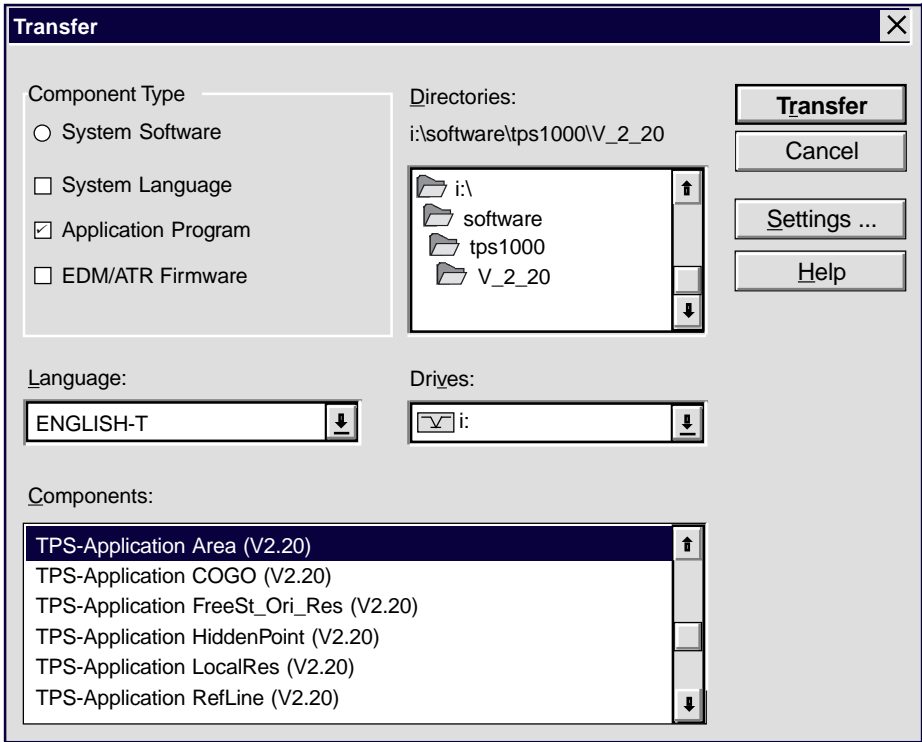 Transfer
Component Type
System Software
System Language
Application Program
EDM/ATR Firmware
Directories:
i:\software\tps1000\V_2_20
i:\
software
tps1000
V_2_20
Transfer
Cancel
Settings ...
Help
Language:
ENGLISH-T
Drives:
i:
Components:
TPS-Application Area (V2.20)
TPS-Application COGO (V2.20)
TPS-Application FreeSt_Ori_Res (V2.20)
TPS-Application HiddenPoint (V2.20)
TPS-Application LocalRes (V2.20)
TPS-Application RefLine (V2.20)